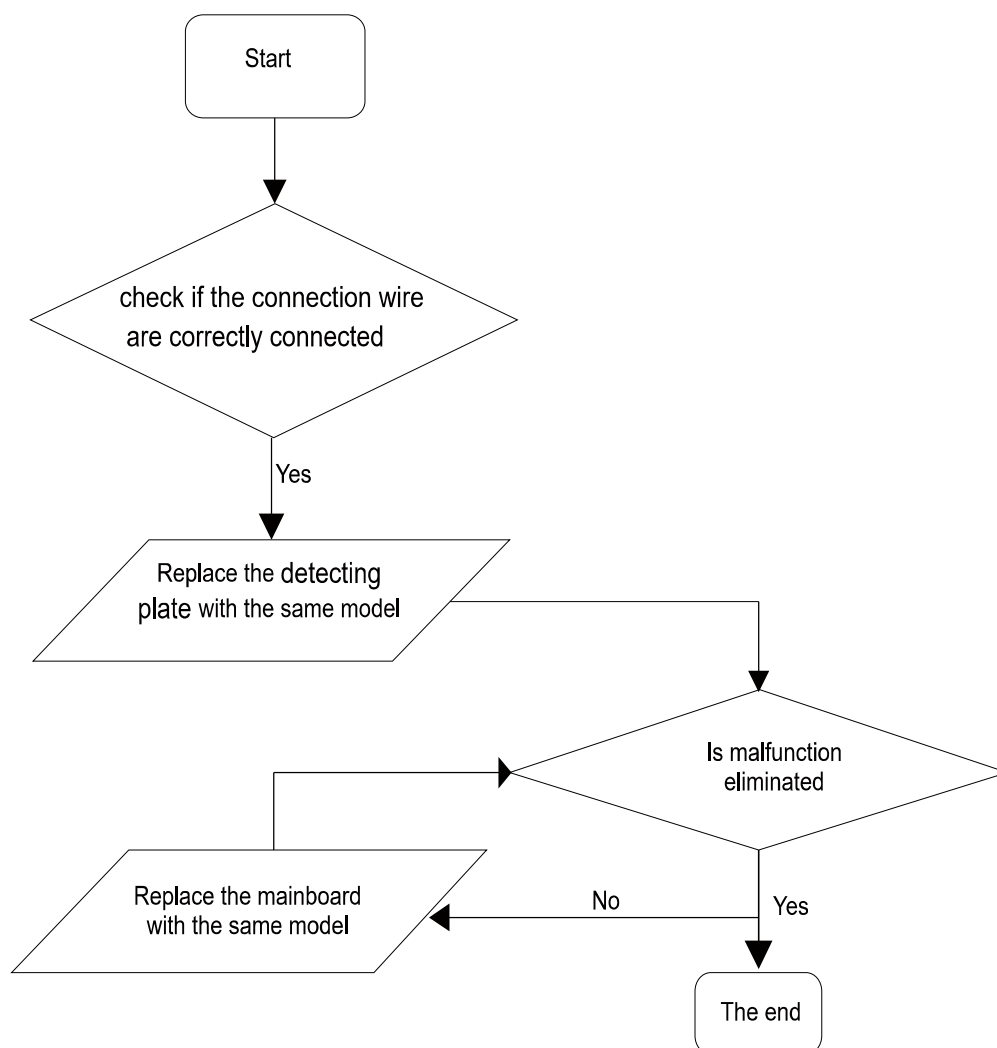 Start
check if the connection wire
are correctly connected
Yes
Replace the detecting
plate with the same model
Is malfunction
eliminated
Replace the mainboard
with the same model
No
Yes
The end